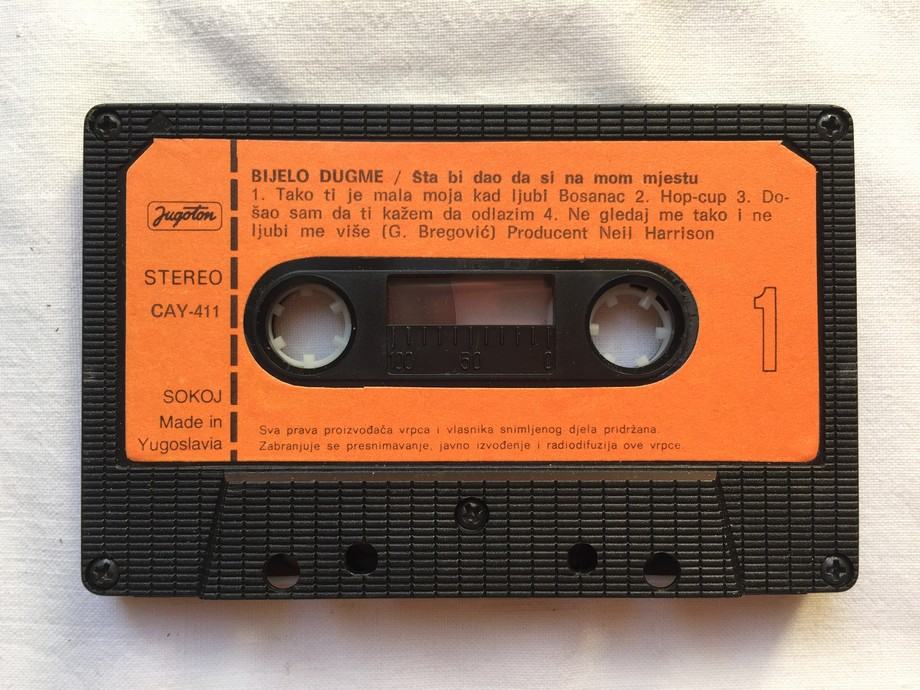 BIJELO DUGME / Šta bi dao da si na mom mjestu
1. Tako ti je mala moja kad ljubi Bosanac 2. Hop-cup 3. Do-
šao sam da ti kažem da odlazim 4. Ne gledaj me tako i ne
ljubi me više (G. Bregović) Producent Neil Harrison
Jugoton
STEREO
CAY-411
1
100 50 0
SOKOJ
Made in
Yugoslavia
Sva prava proizvođača vrpca i vlasnika snimljenog djela pridržana.
Zabranjuje se presnimavanje, javno izvođenje i radiodifuzija ove vrpce.